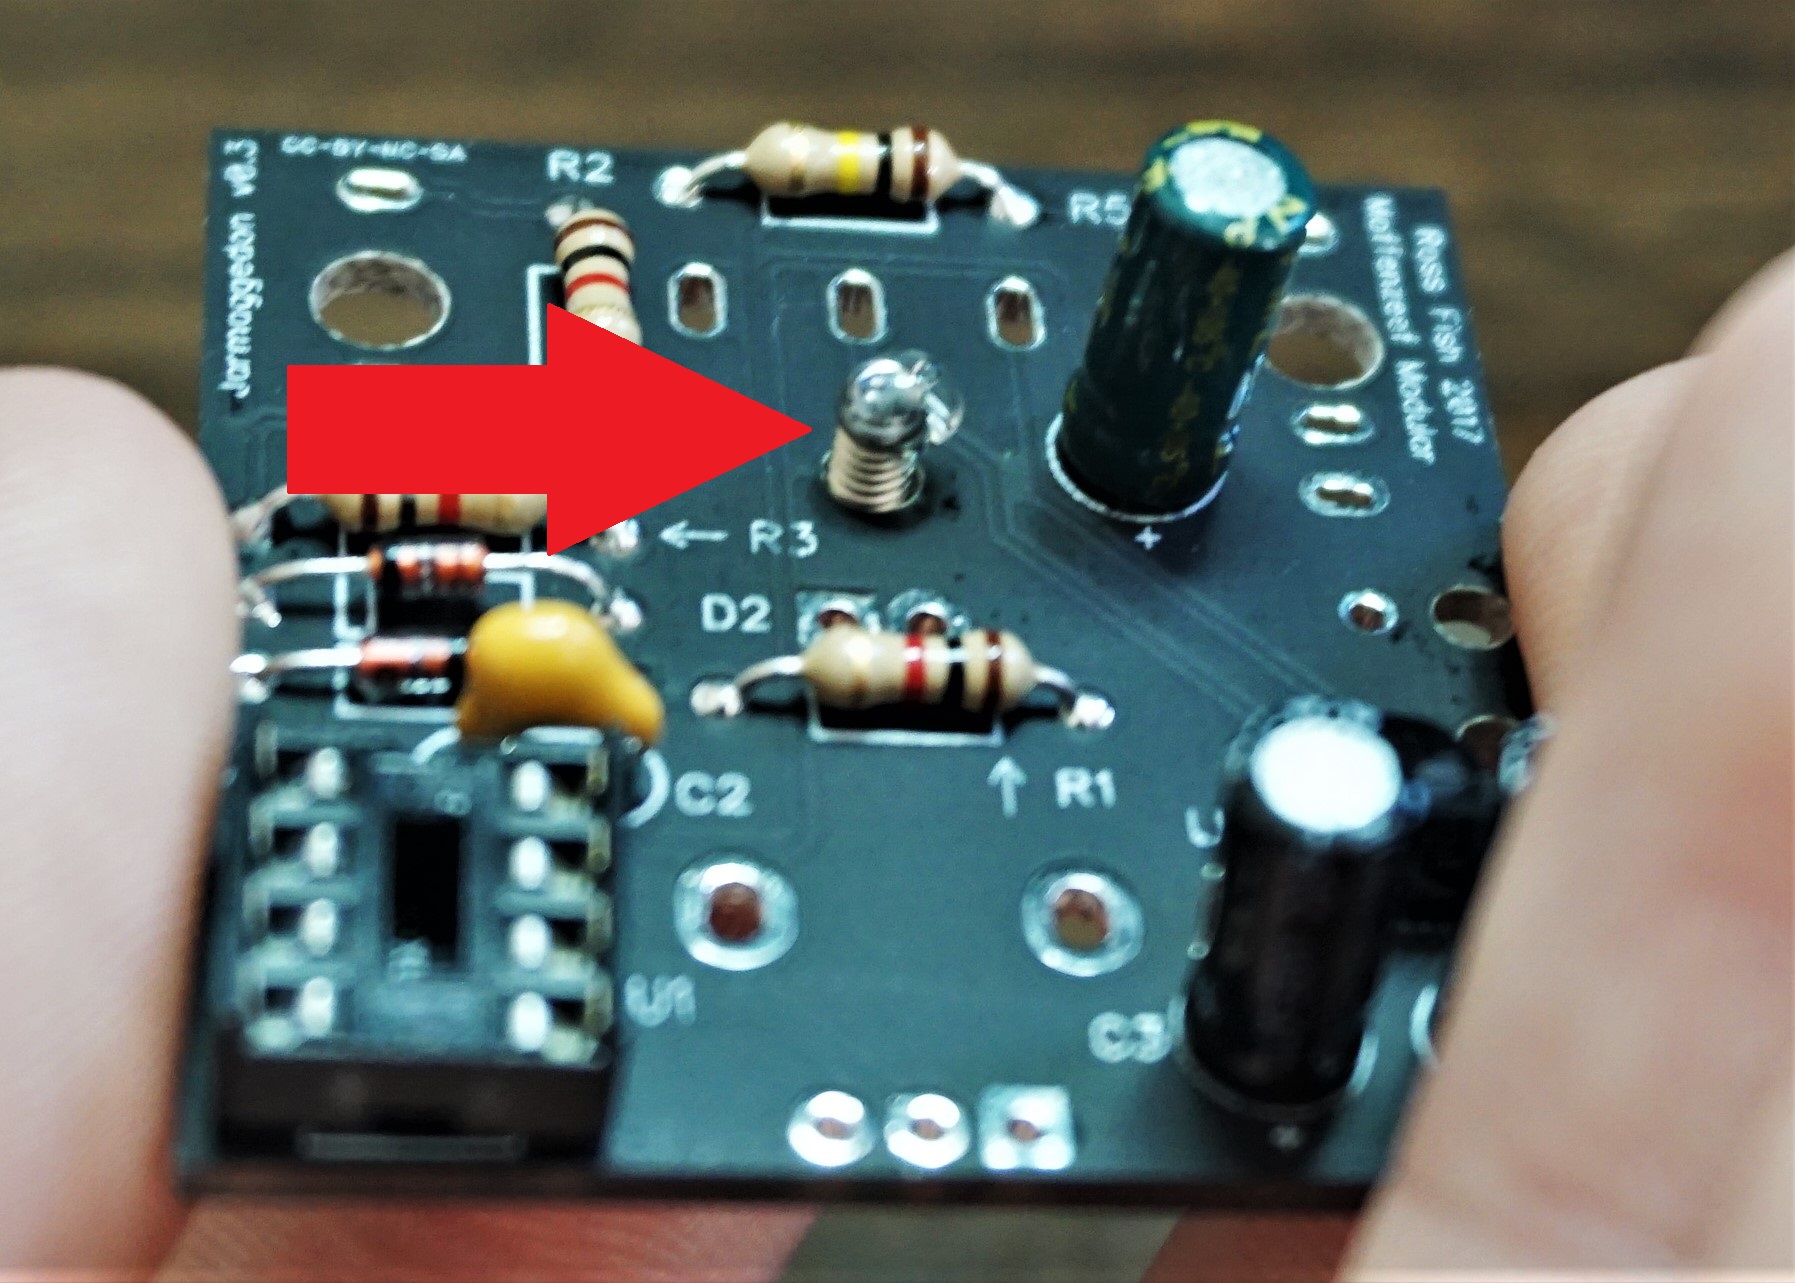 CC-BY-NC-SA
Jarmageddon v0.3
R2
R5
Ross Fish 2017
Moffenzeef Modular
+
← R3
D2
C2
↑ R1
U1
C3